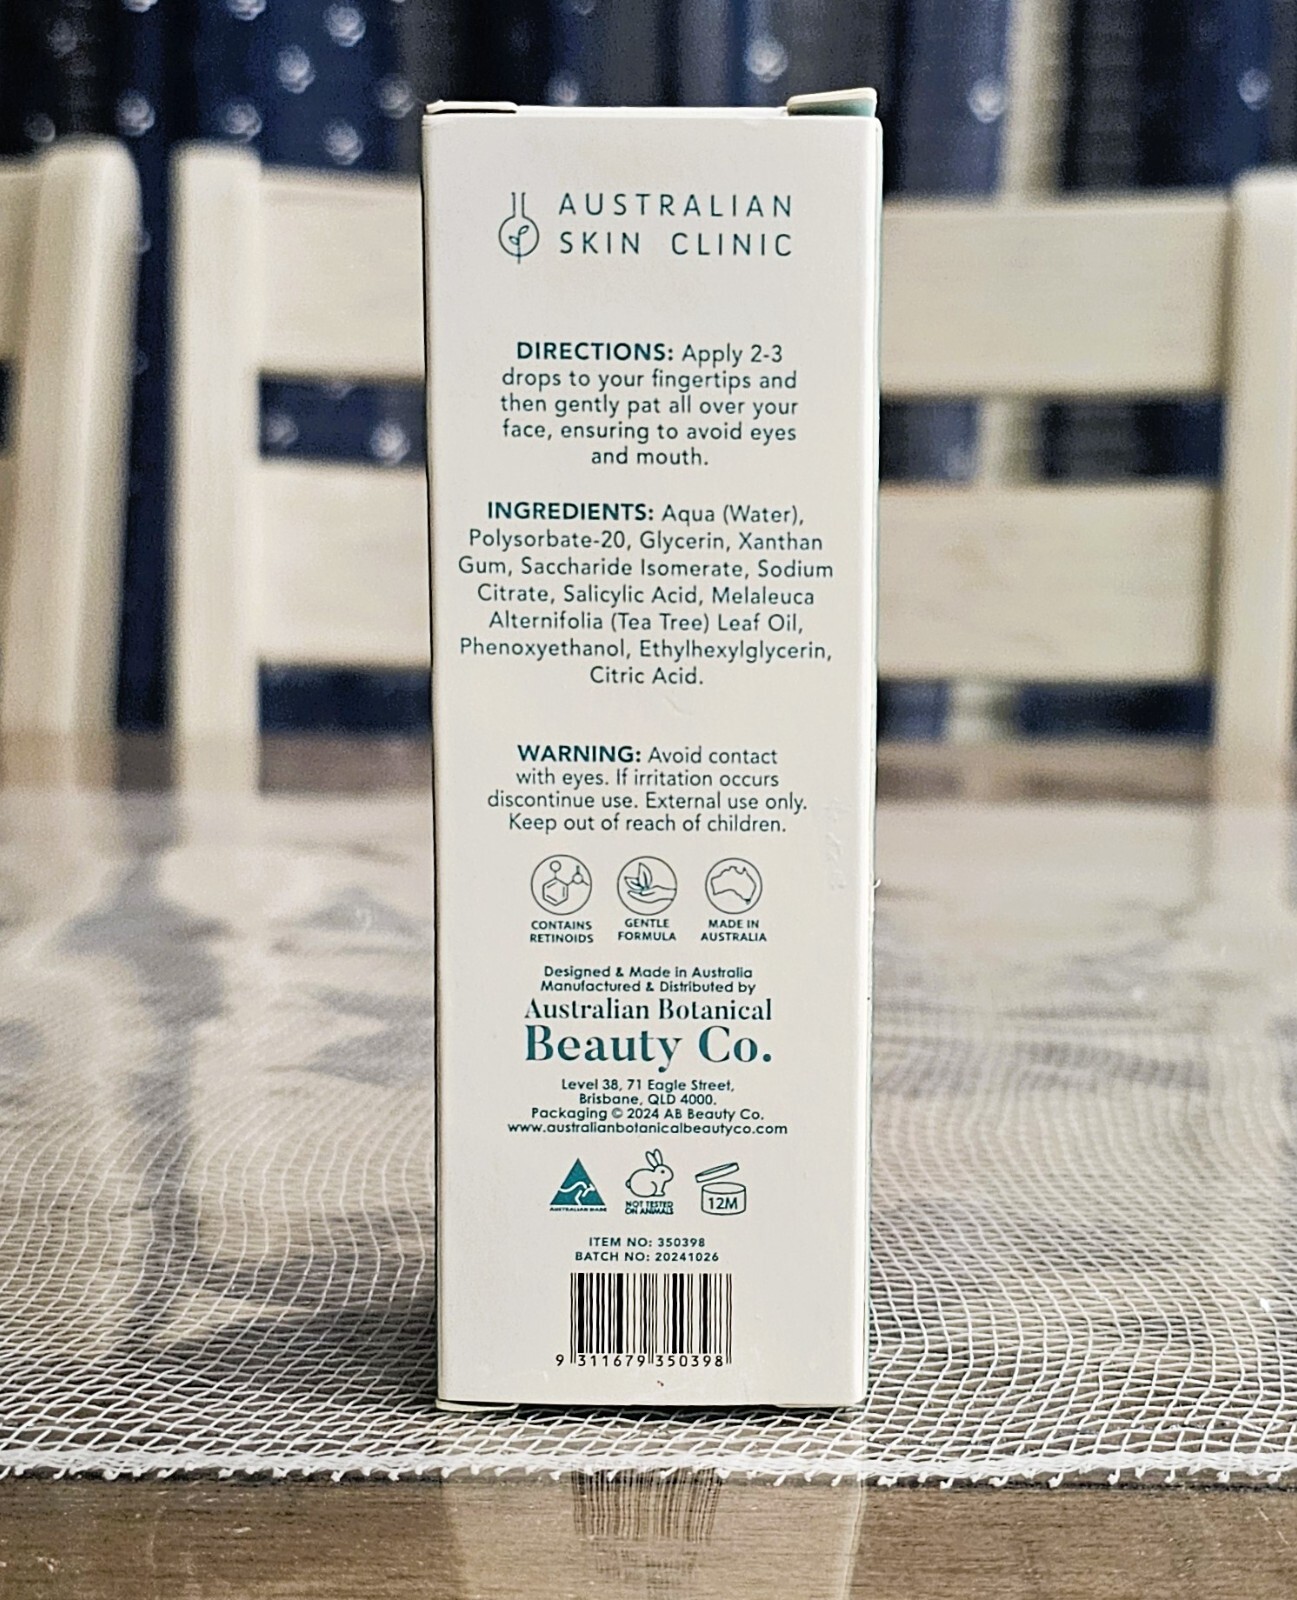 AUSTRALIAN
SKIN CLINIC
DIRECTIONS: Apply 2-3
drops to your fingertips and
then gently pat all over your
face, ensuring to avoid eyes
and mouth.
INGREDIENTS: Aqua (Water),
Polysorbate-20, Glycerin, Xanthan
Gum, Saccharide Isomerate, Sodium
Citrate, Salicylic Acid, Melaleuca
Alternifolia (Tea Tree) Leaf Oil,
Phenoxyethanol, Ethylhexylglycerin,
Citric Acid.
WARNING: Avoid contact
with eyes. If irritation occurs
discontinue use. External use only.
Keep out of reach of children.
CONTAINS
RETINOIDS
GENTLE
FORMULA
MADE IN
AUSTRALIA
Designed & Made in Australia
Manufactured & Distributed by
Australian Botanical
Beauty Co.
Level 38, 71 Eagle Street,
Brisbane, QLD 4000.
Packaging © 2024 AB Beauty Co.
www.australianbotanicalbeautyco.com
AUSTRALIAN MADE
NOT TESTED
ON ANIMALS
12M
ITEM NO: 350398
BATCH NO: 20241026
9 311679 350398